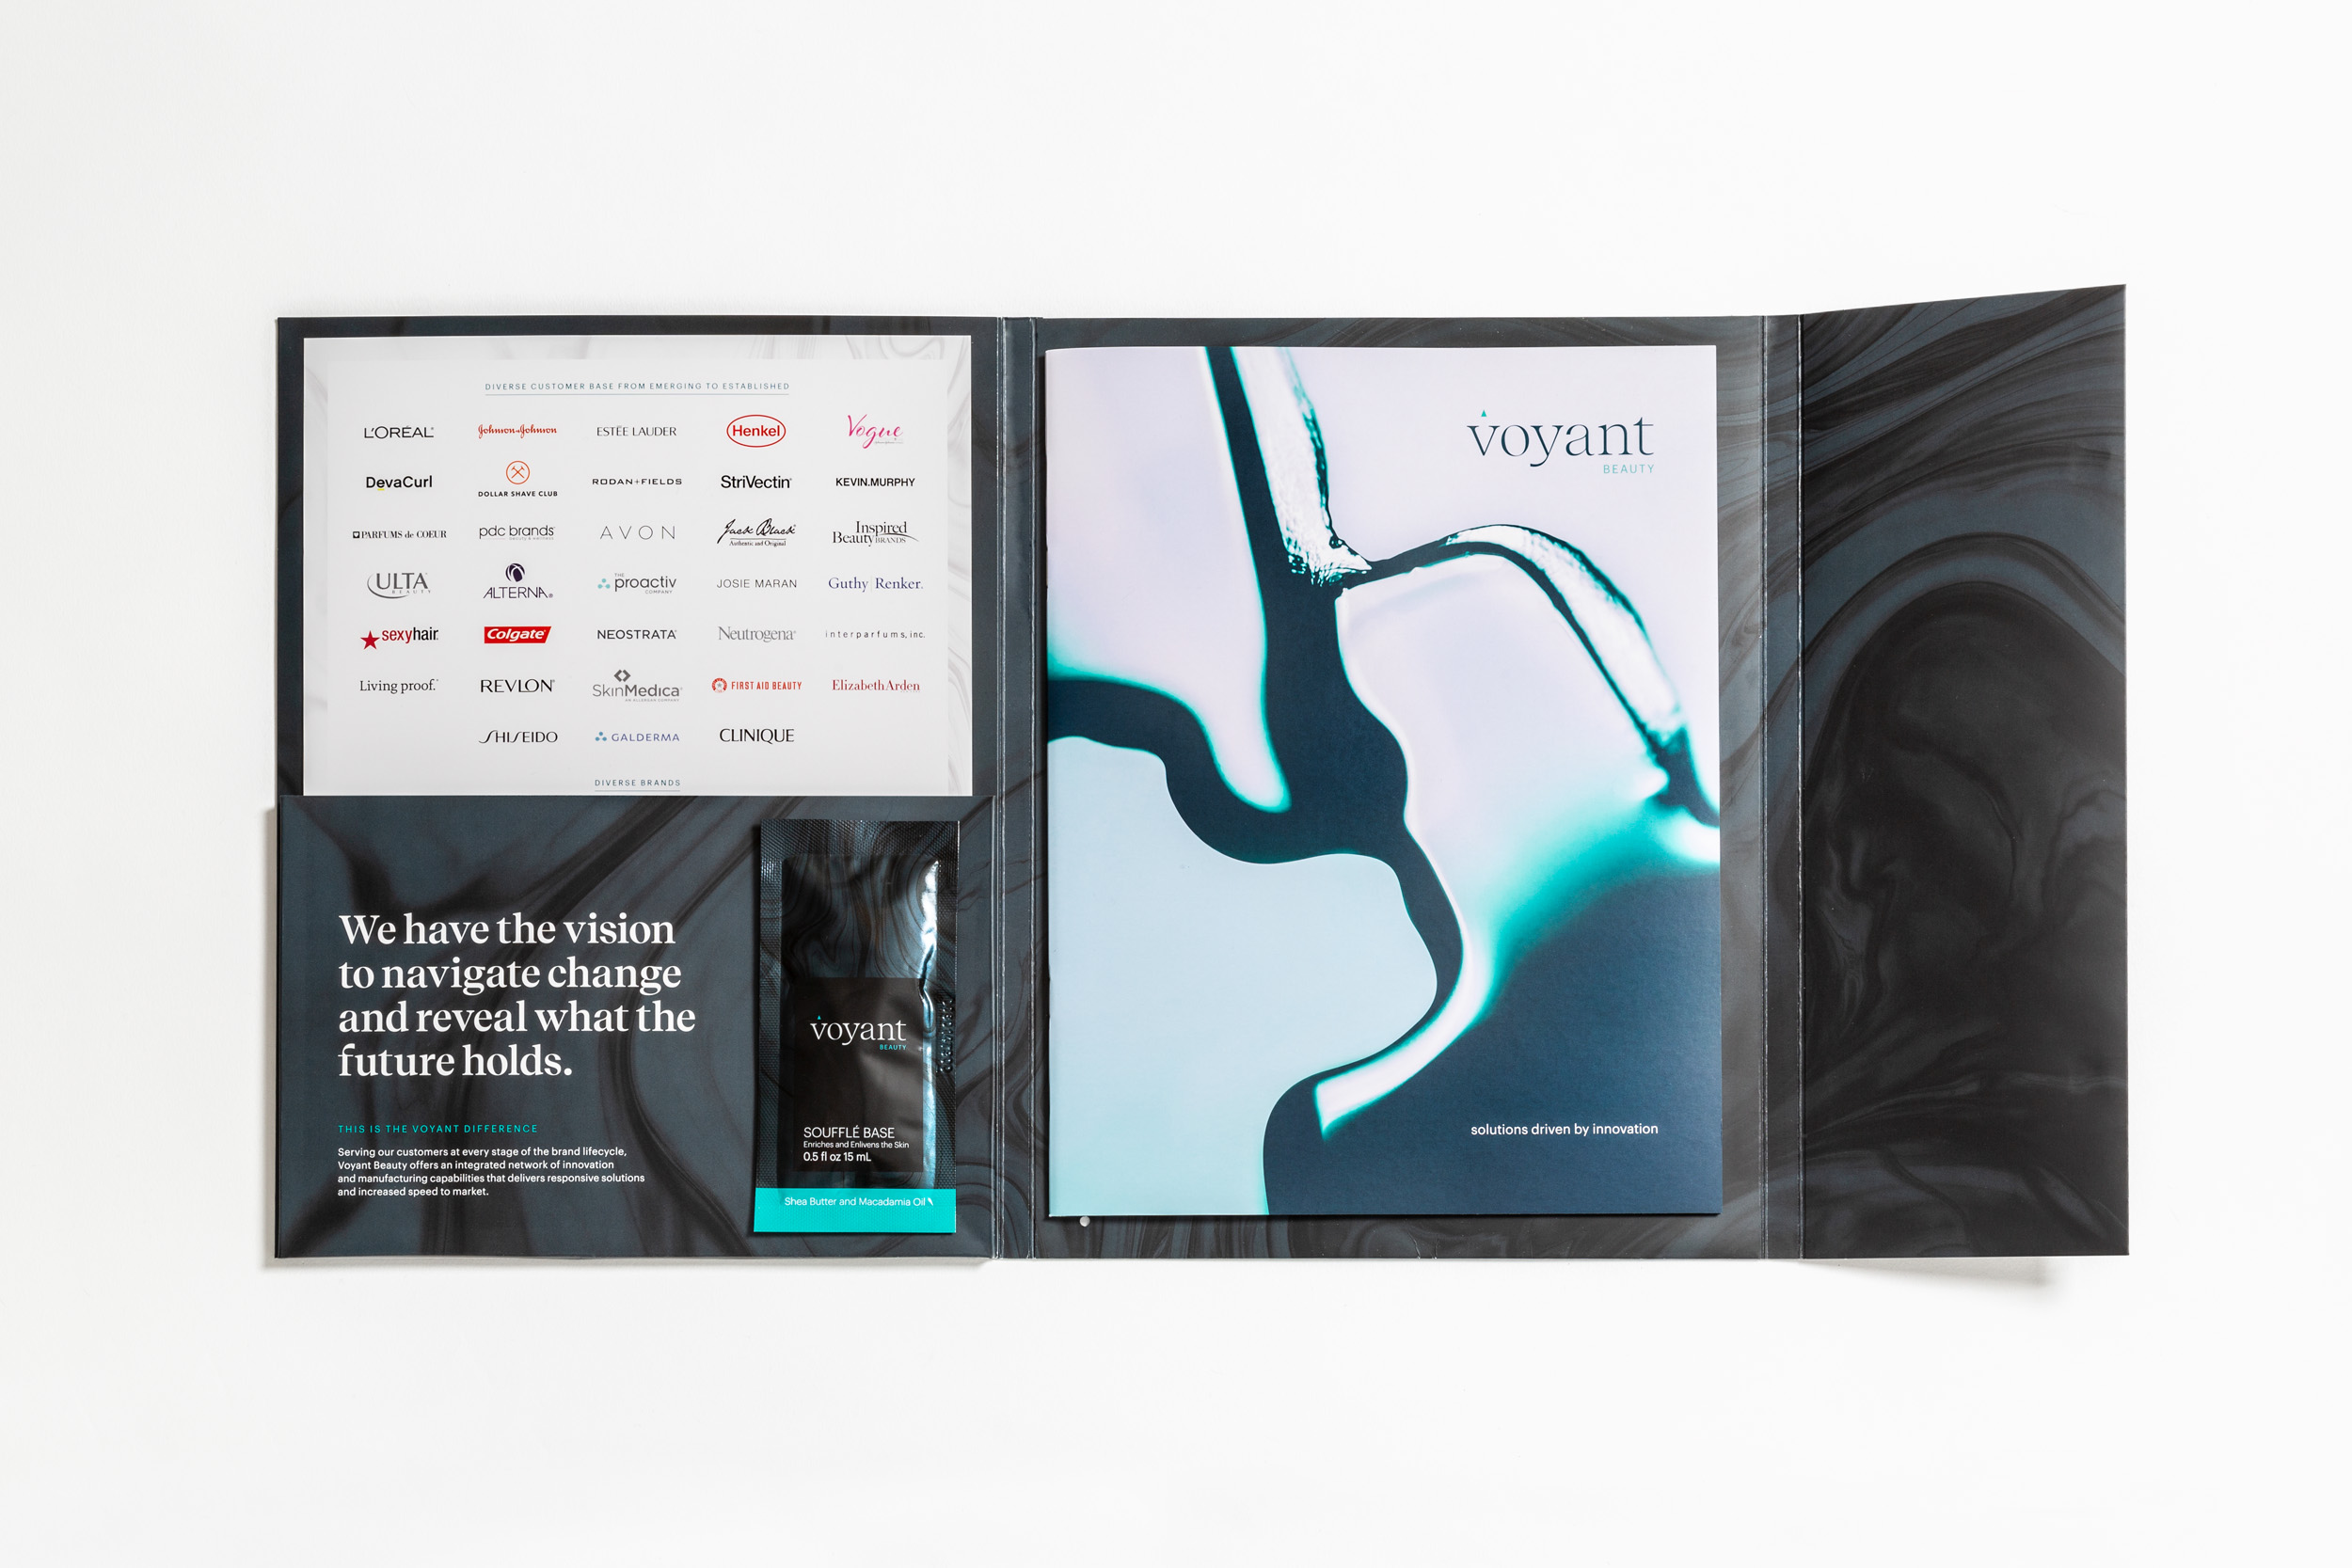 DIVERSE CUSTOMER BASE FROM EMERGING TO ESTABLISHED
L'ORÉAL Johnson&Johnson ESTĒE LAUDER Henkel Vogue
DevaCurl DOLLAR SHAVE CLUB RODAN+FIELDS StriVectin KEVIN.MURPHY
PARFUMS de COEUR pdc brands AVON Jack Black Authentic and Original Inspired Beauty BRANDS
ULTA BEAUTY ALTERNA THE proactiv COMPANY JOSIE MARAN Guthy|Renker.
sexyhair Colgate NEOSTRATA Neutrogena interparfums, inc.
Living proof. REVLON SkinMedica FIRST AID BEAUTY Elizabeth Arden
SHISEIDO GALDERMA CLINIQUE
DIVERSE BRANDS
We have the vision
to navigate change
and reveal what the
future holds.
THIS IS THE VOYANT DIFFERENCE
Serving our customers at every stage of the brand lifecycle,
Voyant Beauty offers an integrated network of innovation
and manufacturing capabilities that delivers responsive solutions
and increased speed to market.
voyant
BEAUTY
SOUFFLÉ BASE
Enriches and Enlivens the Skin
0.5 fl oz 15 mL
Shea Butter and Macadamia Oil
voyant
BEAUTY
solutions driven by innovation